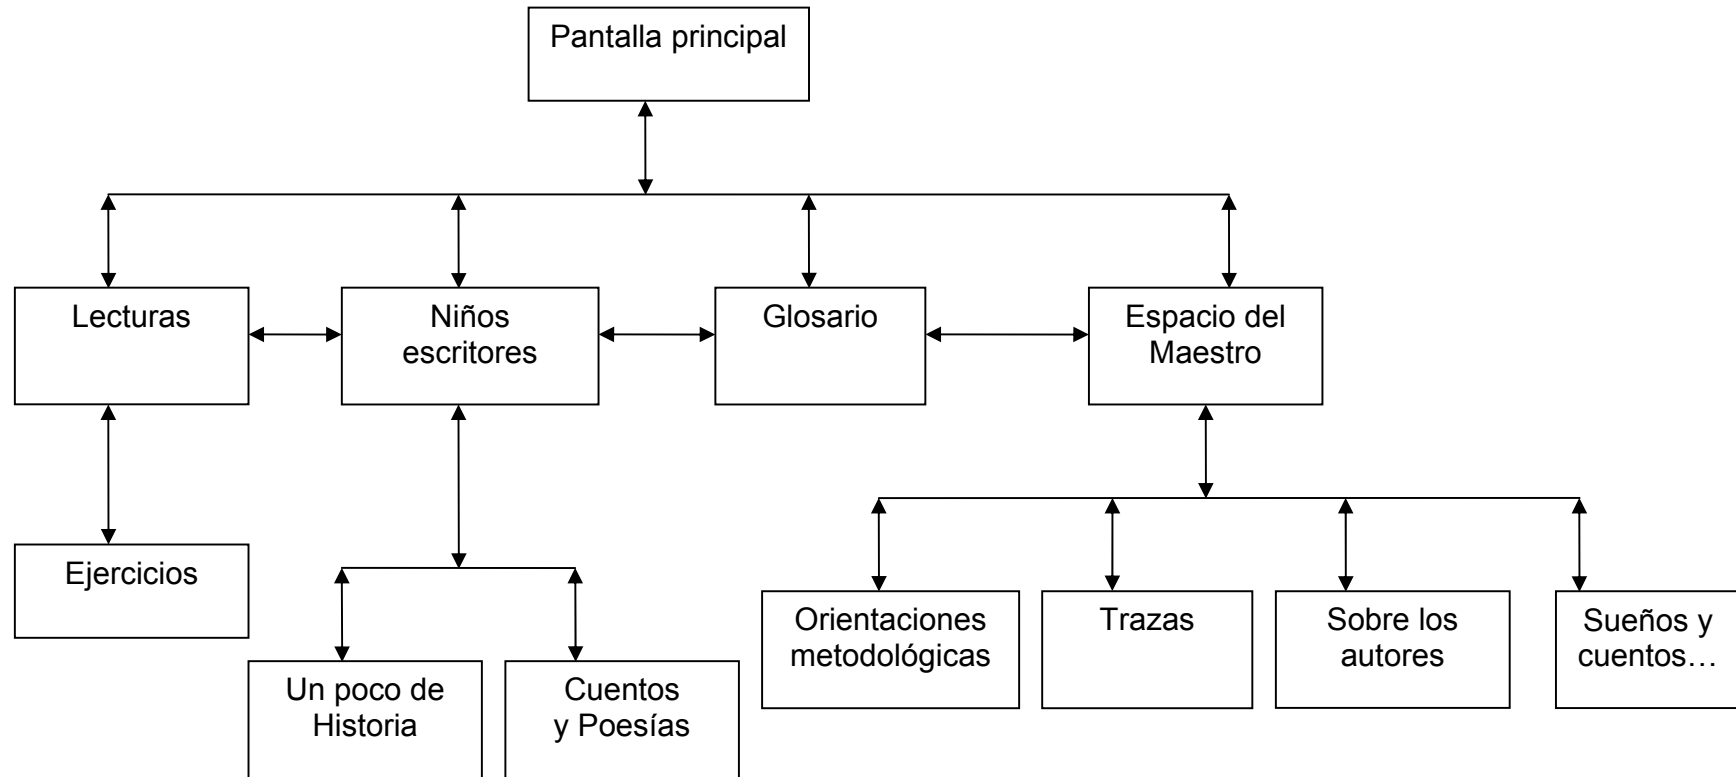 Pantalla principal
Lecturas
Niños
escritores
Glosario
Espacio del
Maestro
Ejercicios
Un poco de
Historia
Cuentos
y Poesías
Orientaciones
metodológicas
Trazas
Sobre los
autores
Sueños y
cuentos…